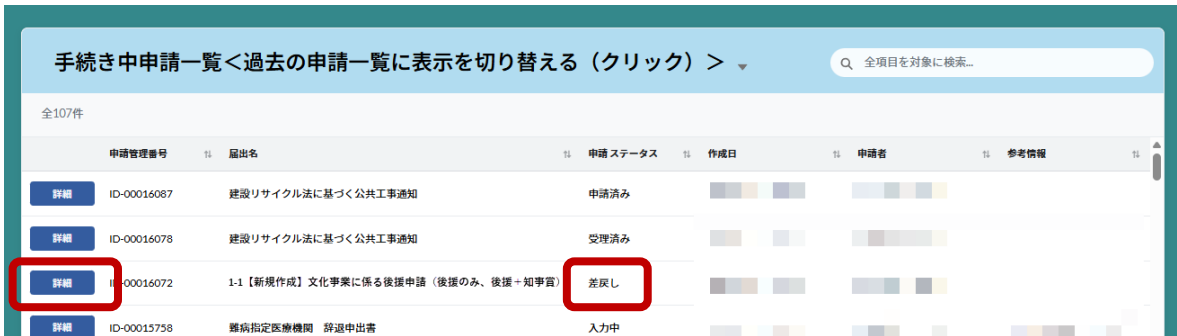 手続き中申請一覧＜過去の申請一覧に表示を切り替える（クリック）＞
全項目を対象に検索...
全107件
申請管理番号 届出名 申請ステータス 作成日 申請者 参考情報
詳細 ID-00016087 建設リサイクル法に基づく公共工事通知 申請済み
詳細 ID-00016078 建設リサイクル法に基づく公共工事通知 受理済み
詳細 ID-00016072 1-1【新規作成】文化事業に係る後援申請（後援のみ、後援＋知事賞） 差戻し
詳細 ID-00015758 難病指定医療機関　辞退申出書 入力中